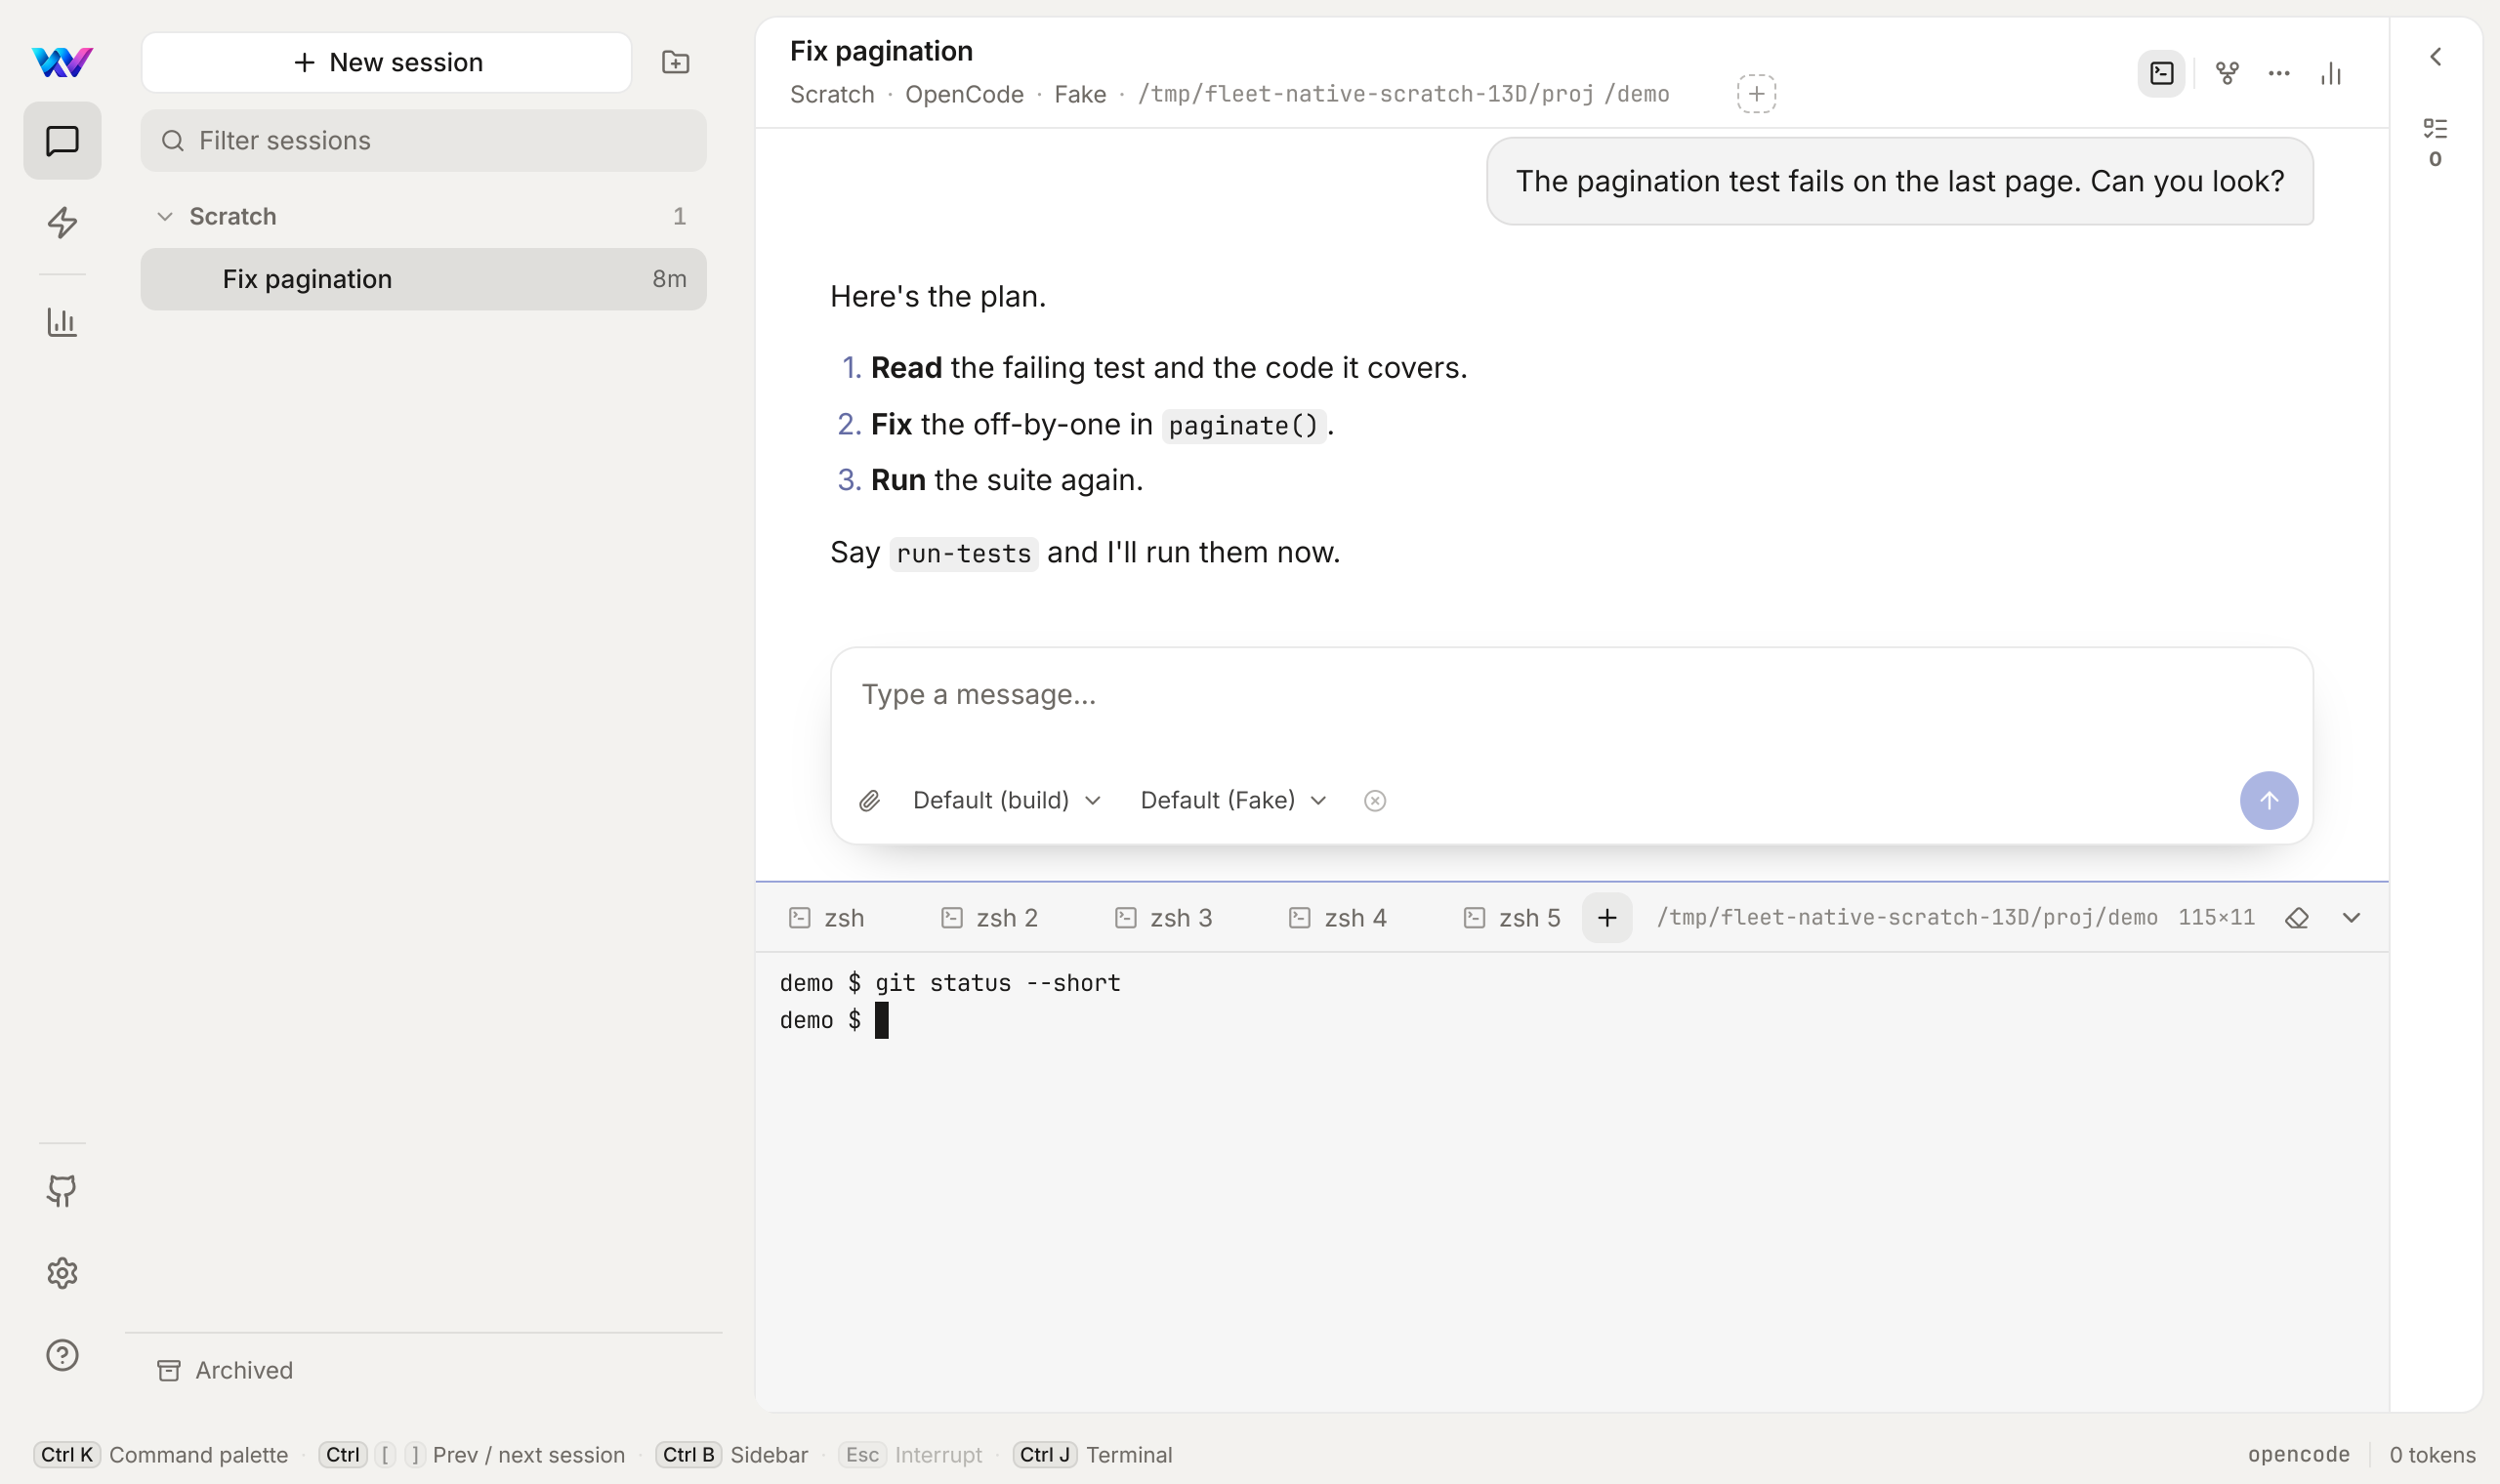 New session
Filter sessions
Scratch 1
Fix pagination 8m
Archived
Fix pagination
Scratch · OpenCode · Fake · /tmp/fleet-native-scratch-13D/proj /demo
0
The pagination test fails on the last page. Can you look?
Here's the plan.
1. Read the failing test and the code it covers.
2. Fix the off-by-one in paginate().
3. Run the suite again.
Say run-tests and I'll run them now.
Type a message...
Default (build) Default (Fake)
zsh zsh 2 zsh 3 zsh 4 zsh 5 /tmp/fleet-native-scratch-13D/proj/demo 115×11
demo $ git status --short
demo $
Ctrl K Command palette · Ctrl [ ] Prev / next session · Ctrl B Sidebar · Esc Interrupt · Ctrl J Terminal opencode 0 tokens